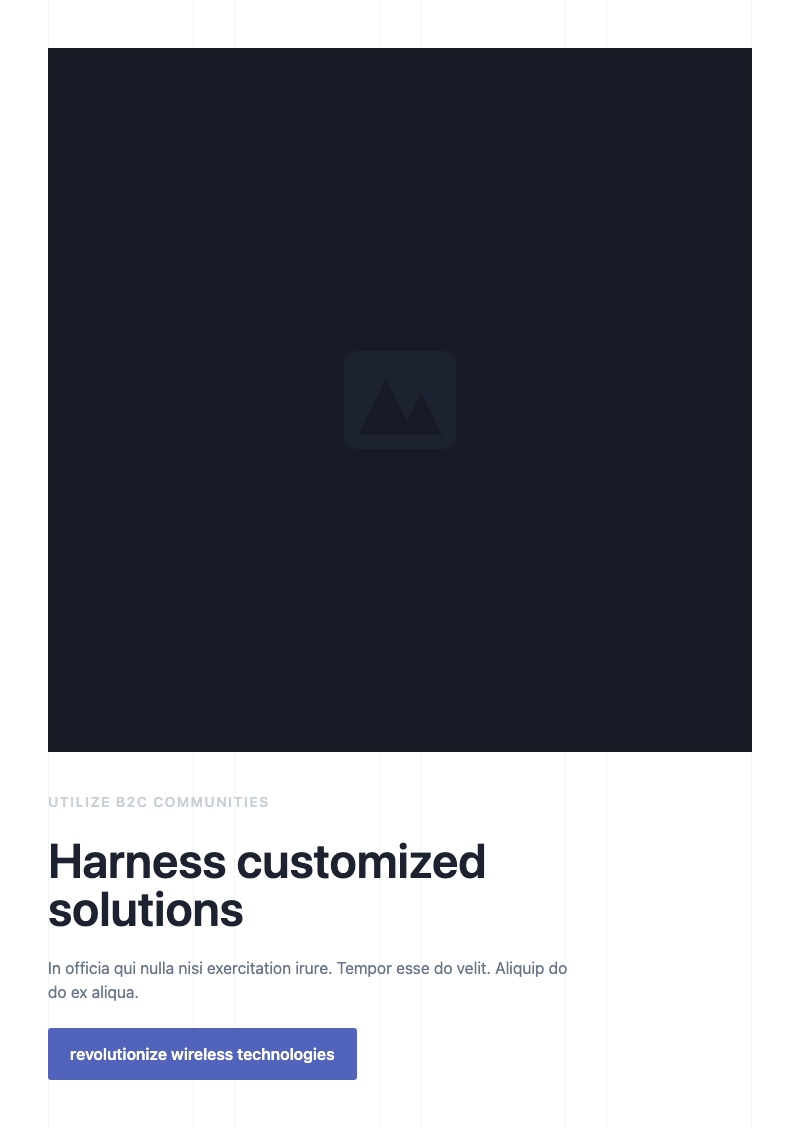 UTILIZE B2C COMMUNITIES
Harness customized
solutions
In officia qui nulla nisi exercitation irure. Tempor esse do velit. Aliquip do
do ex aliqua.
revolutionize wireless technologies